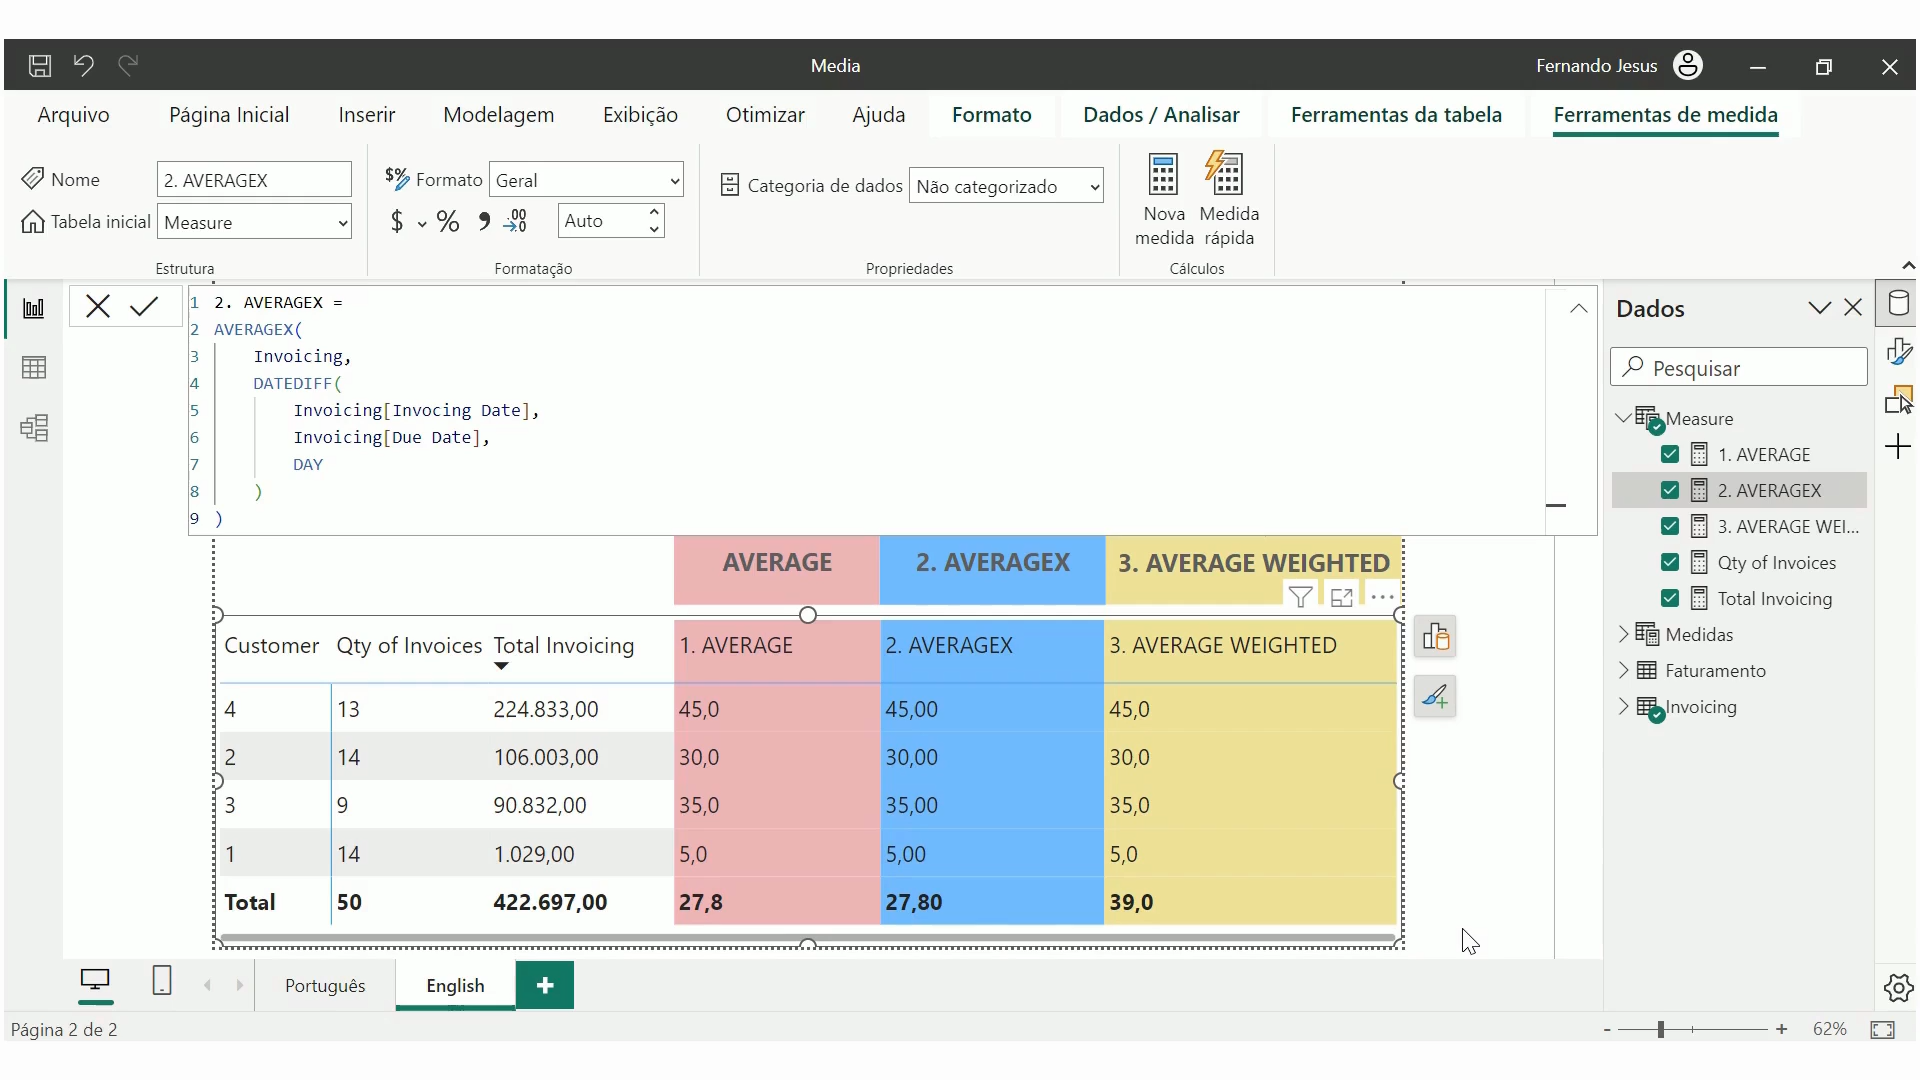 Media
Fernando Jesus
Arquivo
Página Inicial
Inserir
Modelagem
Exibição
Otimizar
Ajuda
Formato
Dados / Analisar
Ferramentas da tabela
Ferramentas de medida
Nome
2. AVERAGEX
Tabela inicial
Measure
Estrutura
$% Formato
Geral
$ % , .00 →0
Auto
Formatação
Categoria de dados
Não categorizado
Propriedades
Nova medida
Medida rápida
Cálculos
1 2. AVERAGEX =
2 AVERAGEX(
3 Invoicing,
4 DATEDIFF(
5 Invoicing[Invocing Date],
6 Invoicing[Due Date],
7 DAY
8 )
9 )
AVERAGE
2. AVERAGEX
3. AVERAGE WEIGHTED
Customer Qty of Invoices Total Invoicing 1. AVERAGE 2. AVERAGEX 3. AVERAGE WEIGHTED
4 13 224.833,00 45,0 45,00 45,0
2 14 106.003,00 30,0 30,00 30,0
3 9 90.832,00 35,0 35,00 35,0
1 14 1.029,00 5,0 5,00 5,0
Total 50 422.697,00 27,8 27,80 39,0
Dados
Pesquisar
Measure
1. AVERAGE
2. AVERAGEX
3. AVERAGE WEI...
Qty of Invoices
Total Invoicing
Medidas
Faturamento
Invoicing
Português
English
+
Página 2 de 2
- + 62%